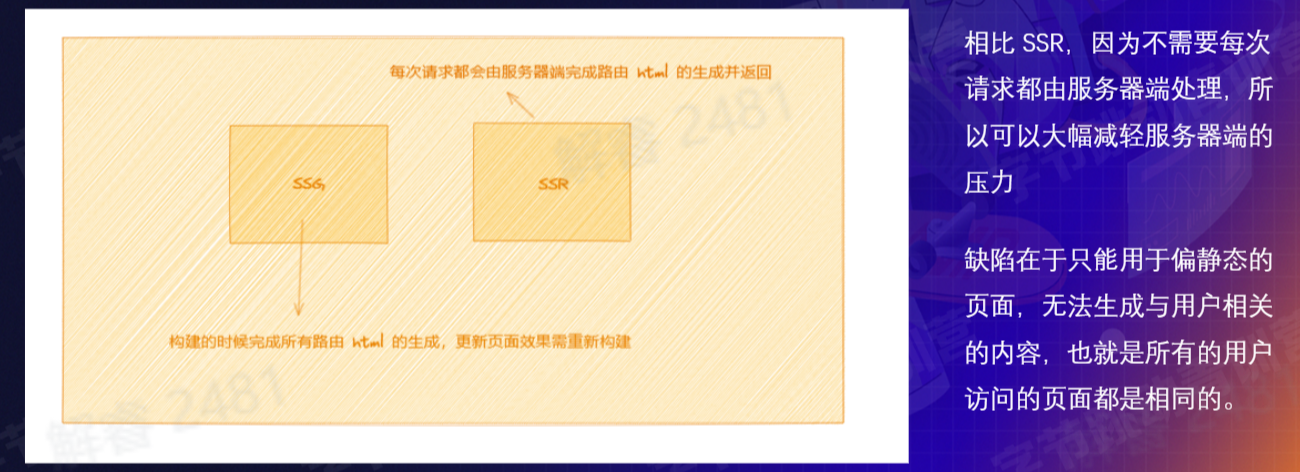 每次请求都会由服务器端完成路由 html 的生成并返回
SSG
SSR
构建的时候完成所有路由 html 的生成，更新页面效果需重新构建
解睿 2481
解睿 2481
相比 SSR，因为不需要每次
请求都由服务器端处理，所
以可以大幅减轻服务器端的
压力
缺陷在于只能用于偏静态的
页面，无法生成与用户相关
的内容，也就是所有的用户
访问的页面都是相同的。